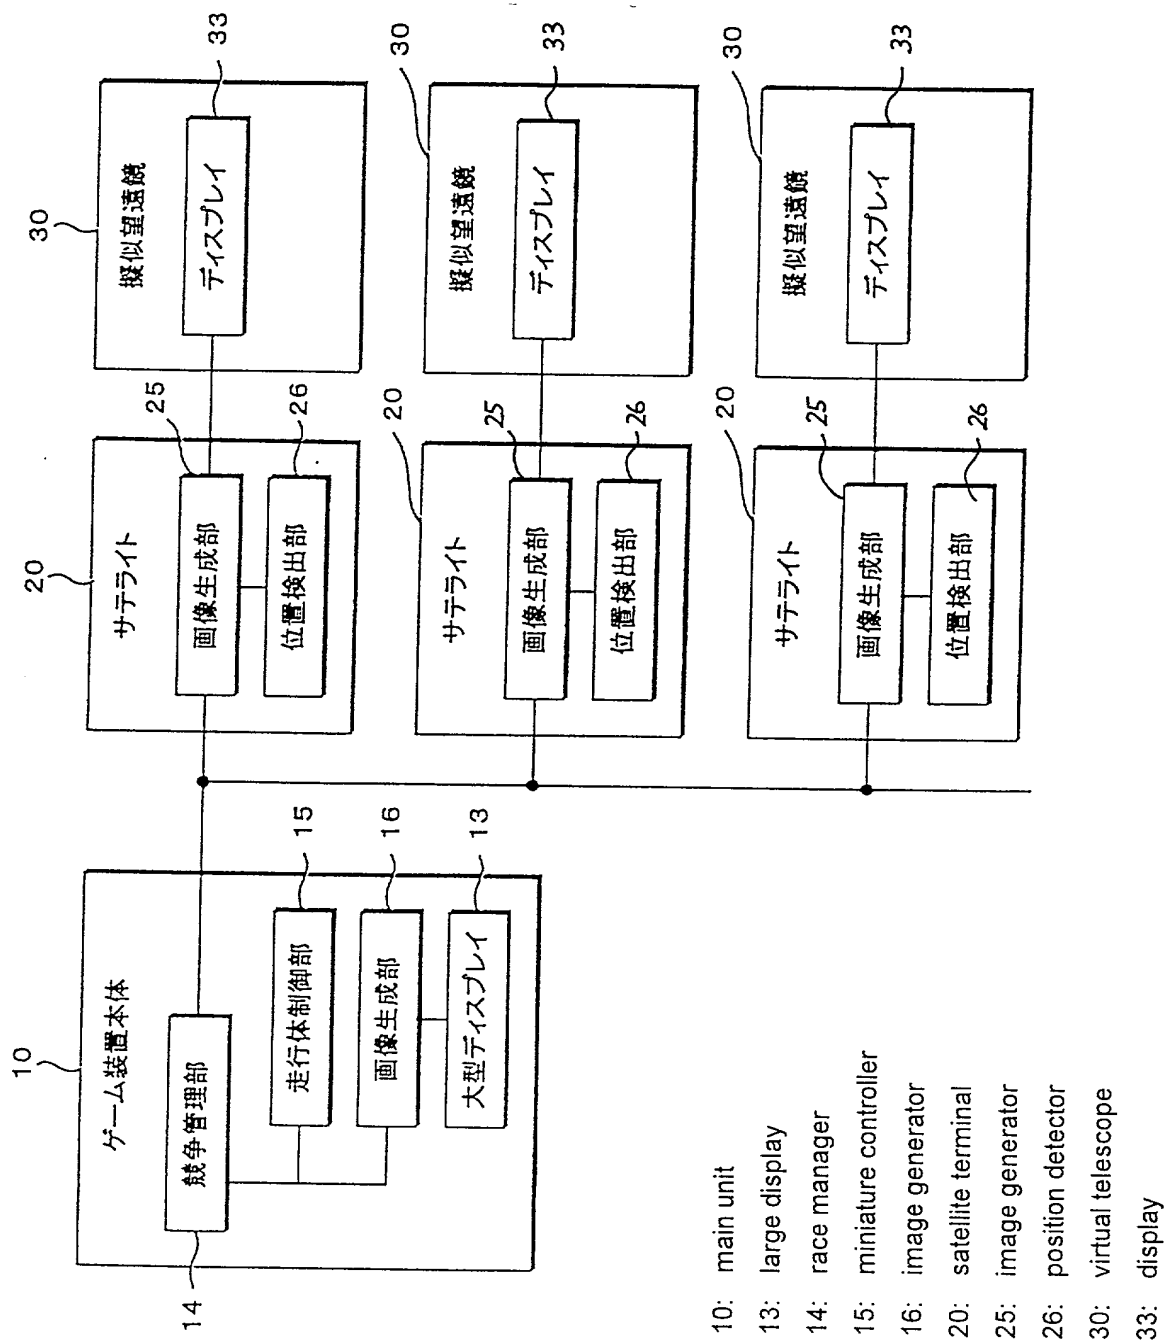 10
ゲーム装置本体
14
競争管理部
走行体制御部
15
画像生成部
16
大型ディスプレイ
13
20
サテライト
画像生成部
25
位置検出部
26
30
擬似望遠鏡
ディスプレイ
33
20
サテライト
画像生成部
25
位置検出部
26
30
擬似望遠鏡
ディスプレイ
33
20
サテライト
画像生成部
25
位置検出部
26
30
擬似望遠鏡
ディスプレイ
33
10: main unit
13: large display
14: race manager
15: miniature controller
16: image generator
20: satellite terminal
25: image generator
26: position detector
30: virtual telescope
33: display